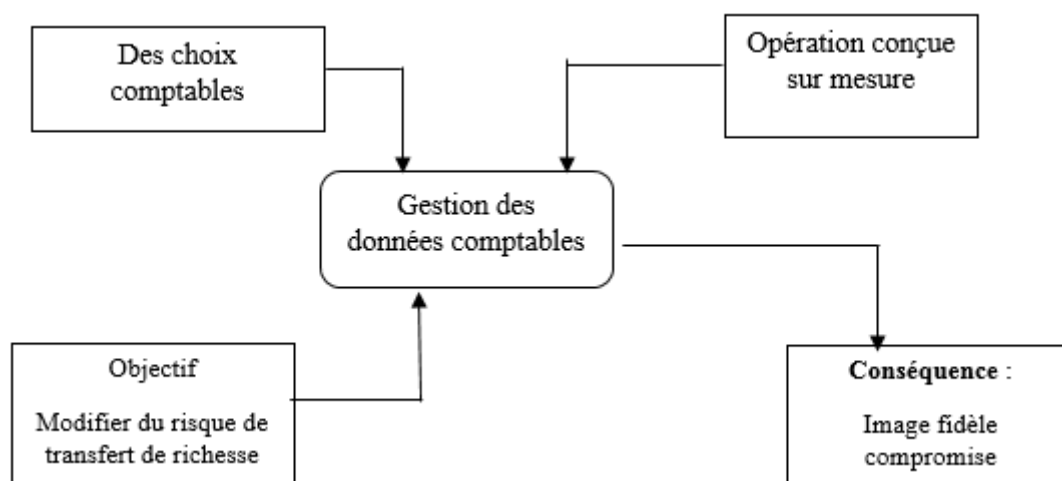 Des choix
comptables
Opération conçue
sur mesure
Gestion des
données comptables
Objectif
Modifier du risque de
transfert de richesse
Conséquence :
Image fidèle
compromise